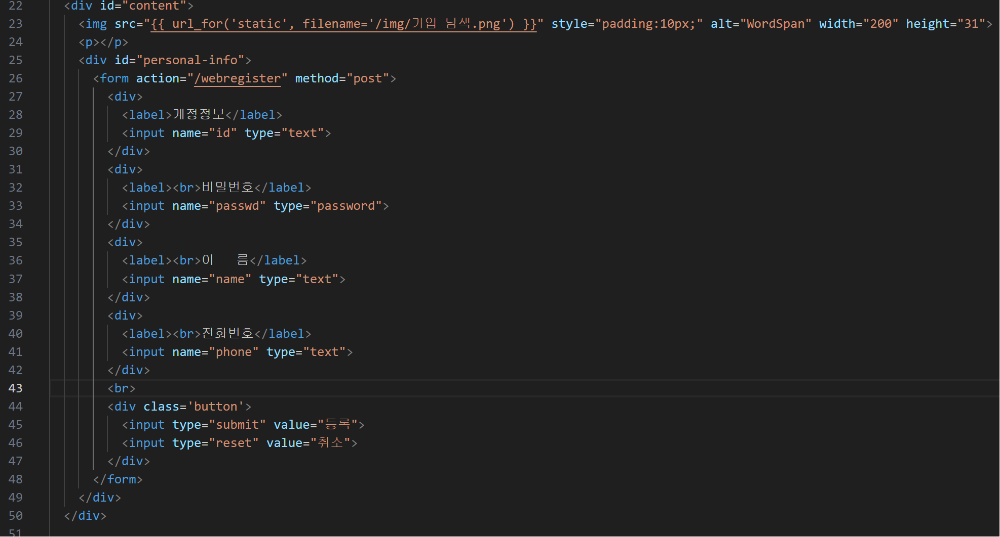 22 <div id="content">
23 <img src="{{ url_for('static', filename='/img/가입 남색.png') }}" style="padding:10px;" alt="WordSpan" width="200" height="31">
24 <p></p>
25 <div id="personal-info">
26 <form action="/webregister" method="post">
27 <div>
28 <label>계정정보</label>
29 <input name="id" type="text">
30 </div>
31 <div>
32 <label><br>비밀번호</label>
33 <input name="passwd" type="password">
34 </div>
35 <div>
36 <label><br>이   름</label>
37 <input name="name" type="text">
38 </div>
39 <div>
40 <label><br>전화번호</label>
41 <input name="phone" type="text">
42 </div>
43 <br>
44 <div class='button'>
45 <input type="submit" value="등록">
46 <input type="reset" value="취소">
47 </div>
48 </form>
49 </div>
50 </div>
51